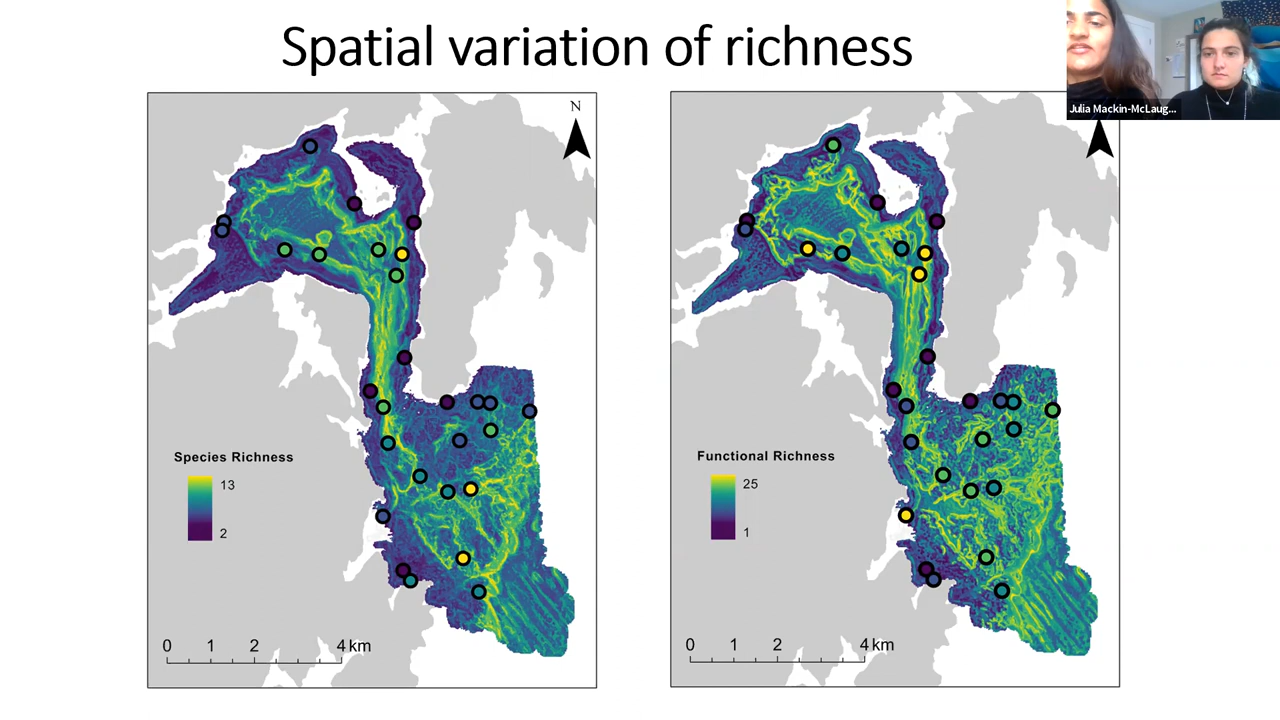 Spatial variation of richness
Julia Mackin-McLaug...
N
Species Richness
13
2
0 1 2 4 km
Functional Richness
25
1
0 1 2 4 km